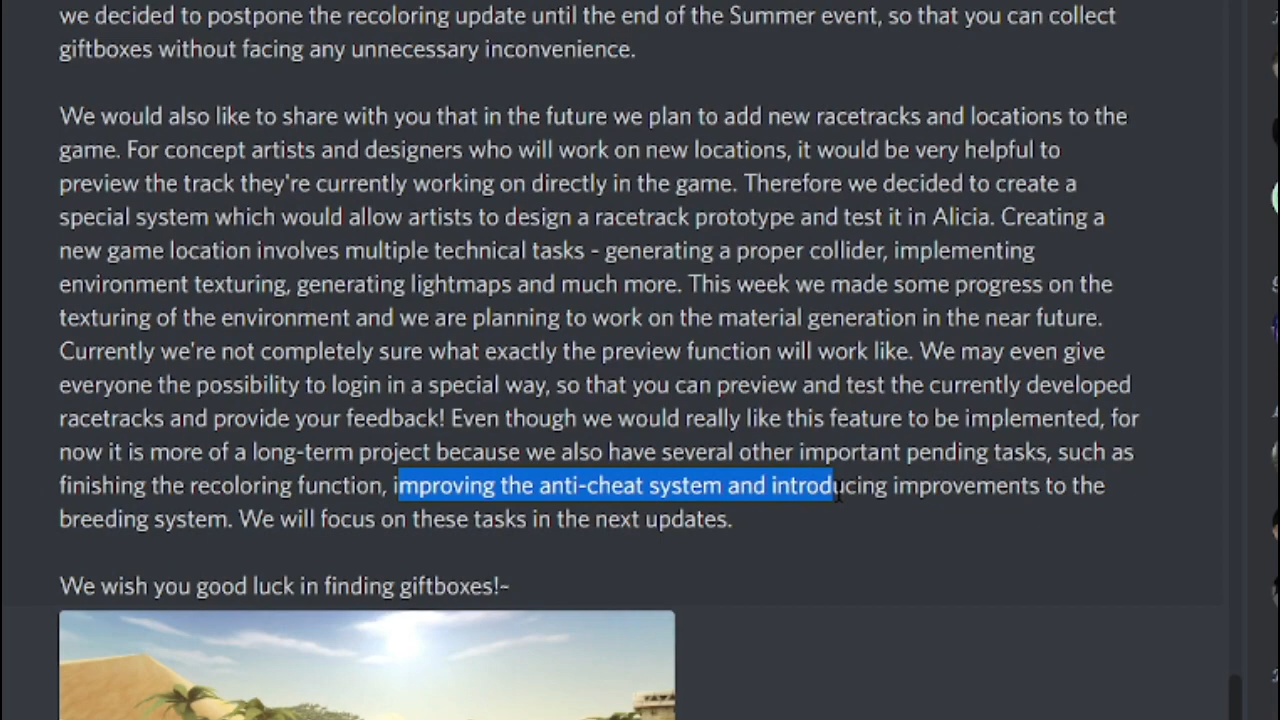 we decided to postpone the recoloring update until the end of the Summer event, so that you can collect
giftboxes without facing any unnecessary inconvenience.
We would also like to share with you that in the future we plan to add new racetracks and locations to the
game. For concept artists and designers who will work on new locations, it would be very helpful to
preview the track they're currently working on directly in the game. Therefore we decided to create a
special system which would allow artists to design a racetrack prototype and test it in Alicia. Creating a
new game location involves multiple technical tasks - generating a proper collider, implementing
environment texturing, generating lightmaps and much more. This week we made some progress on the
texturing of the environment and we are planning to work on the material generation in the near future.
Currently we're not completely sure what exactly the preview function will work like. We may even give
everyone the possibility to login in a special way, so that you can preview and test the currently developed
racetracks and provide your feedback! Even though we would really like this feature to be implemented, for
now it is more of a long-term project because we also have several other important pending tasks, such as
finishing the recoloring function, improving the anti-cheat system and introducing improvements to the
breeding system. We will focus on these tasks in the next updates.
We wish you good luck in finding giftboxes!~